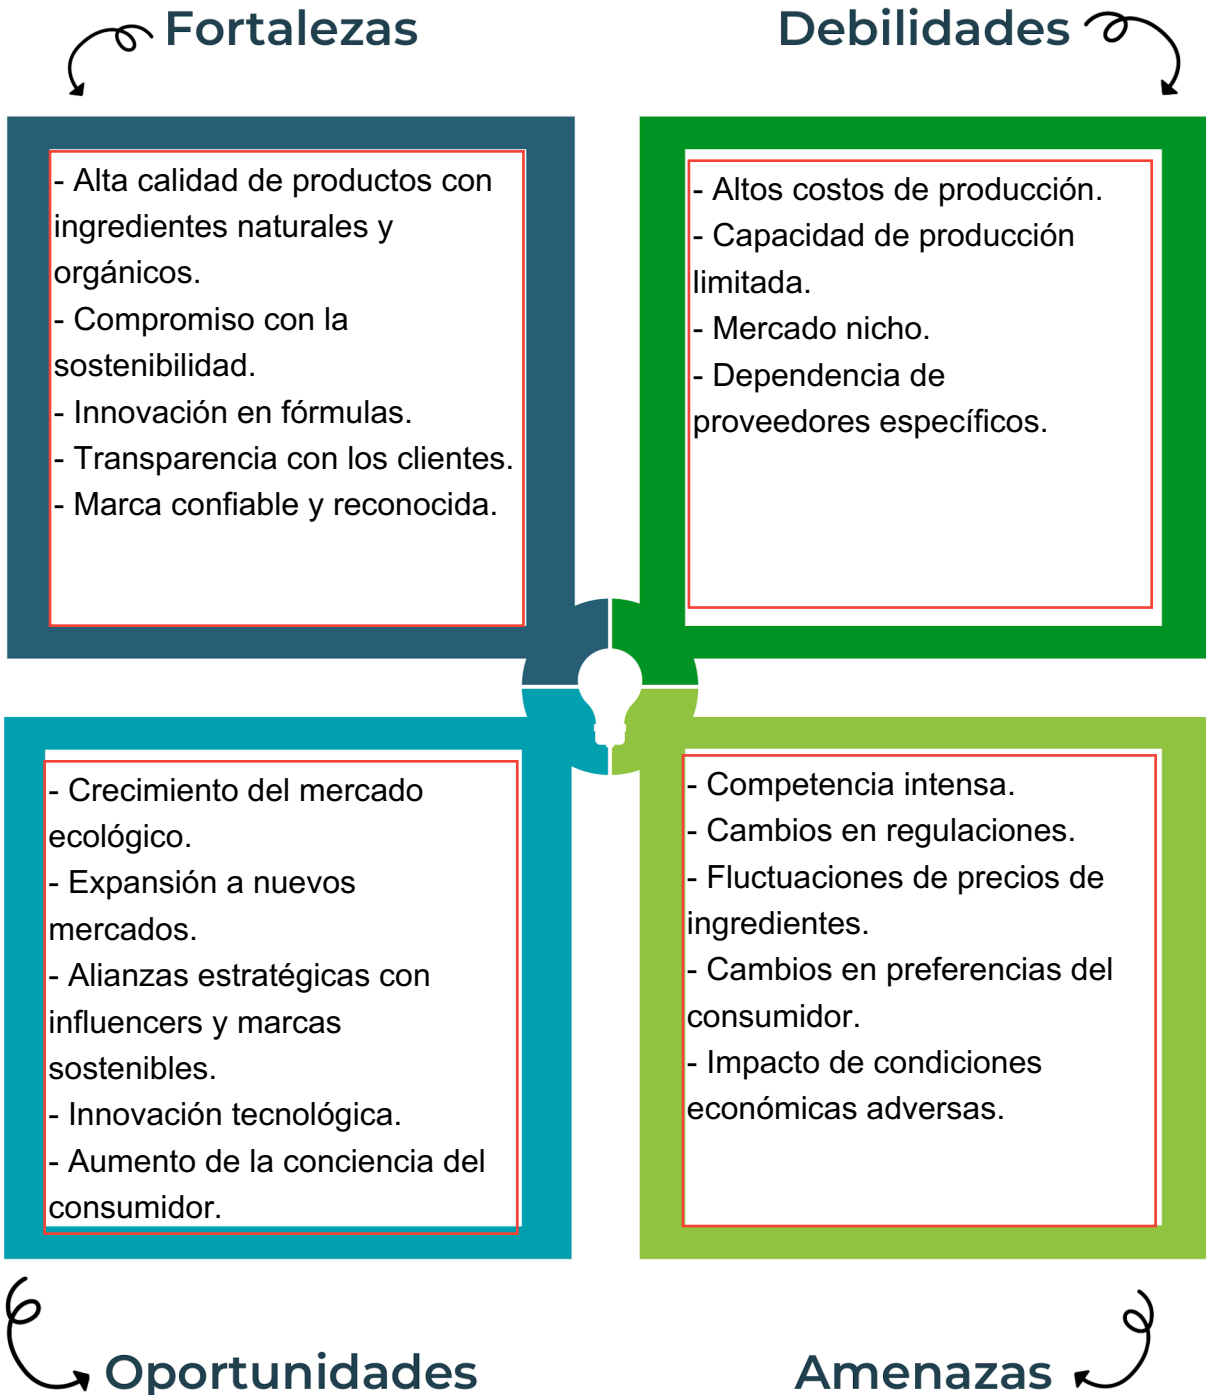 Fortalezas
- Alta calidad de productos con
ingredientes naturales y
orgánicos.
- Compromiso con la
sostenibilidad.
- Innovación en fórmulas.
- Transparencia con los clientes.
- Marca confiable y reconocida.
Debilidades
- Altos costos de producción.
- Capacidad de producción
limitada.
- Mercado nicho.
- Dependencia de
proveedores específicos.
- Crecimiento del mercado
ecológico.
- Expansión a nuevos
mercados.
- Alianzas estratégicas con
influencers y marcas
sostenibles.
- Innovación tecnológica.
- Aumento de la conciencia del
consumidor.
Oportunidades
- Competencia intensa.
- Cambios en regulaciones.
- Fluctuaciones de precios de
ingredientes.
- Cambios en preferencias del
consumidor.
- Impacto de condiciones
económicas adversas.
Amenazas